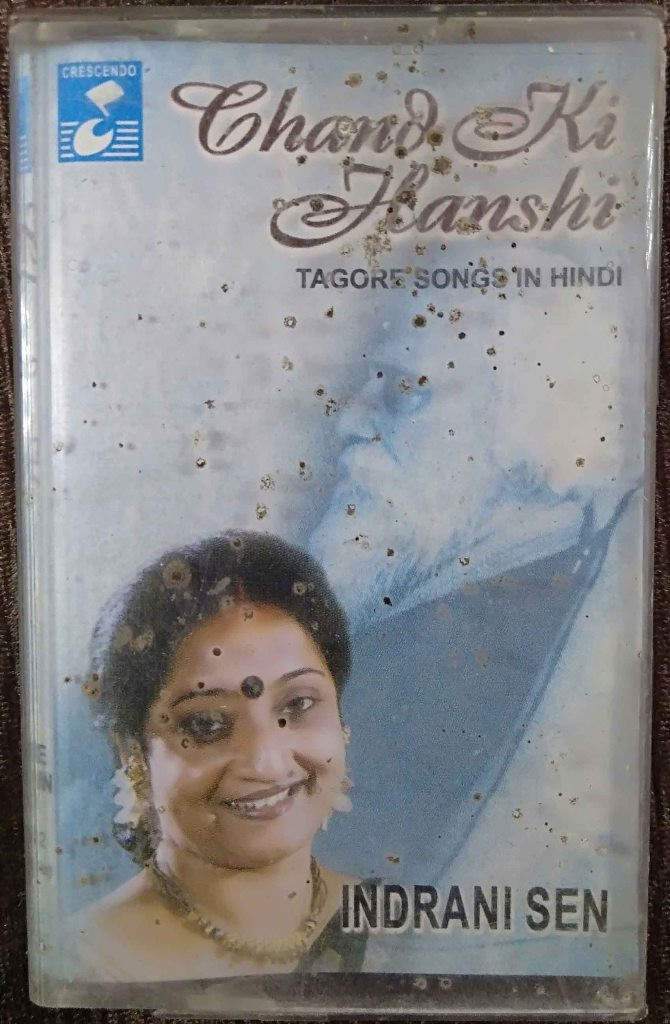 CRESCENDO
Chand Ki
Hanshi
TAGORE SONGS IN HINDI
INDRANI SEN